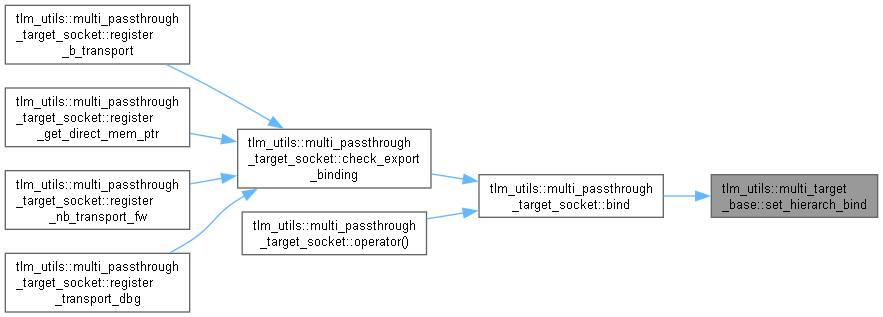 tlm_utils::multi_passthrough
_target_socket::register
_b_transport
tlm_utils::multi_passthrough
_target_socket::register
_get_direct_mem_ptr
tlm_utils::multi_passthrough
_target_socket::register
_nb_transport_fw
tlm_utils::multi_passthrough
_target_socket::register
_transport_dbg
tlm_utils::multi_passthrough
_target_socket::check_export
_binding
tlm_utils::multi_passthrough
_target_socket::operator()
tlm_utils::multi_passthrough
_target_socket::bind
tlm_utils::multi_target
_base::set_hierarch_bind